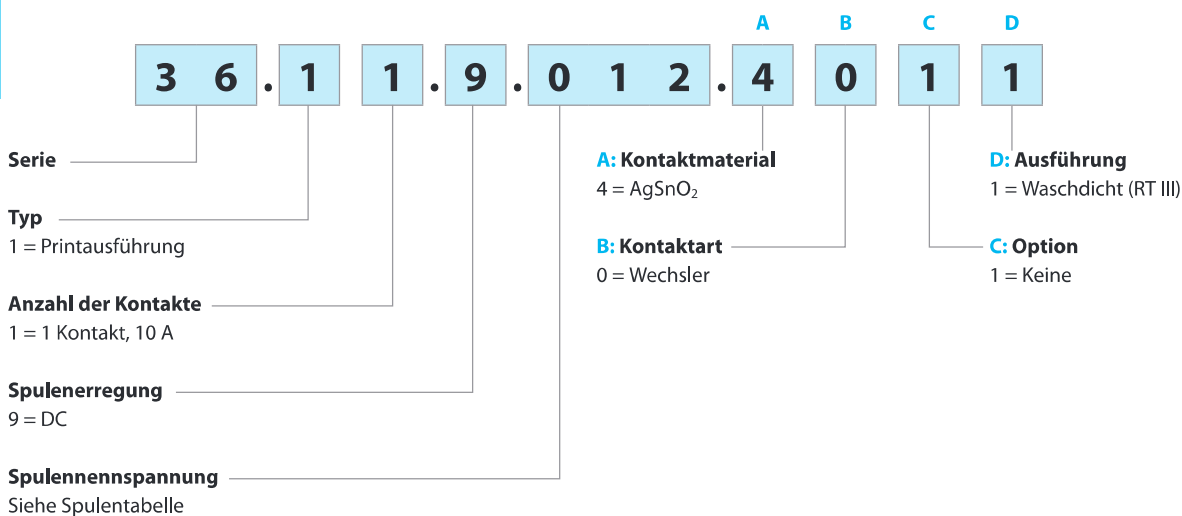 A B C D
3 6 . 1 1 . 9 . 0 1 2 . 4 0 1 1
Serie
Typ
1 = Printausführung
Anzahl der Kontakte
1 = 1 Kontakt, 10 A
Spulenerregung
9 = DC
Spulennennspannung
Siehe Spulentabelle
A: Kontaktmaterial
4 = AgSnO₂
B: Kontaktart
0 = Wechsler
D: Ausführung
1 = Waschdicht (RT III)
C: Option
1 = Keine